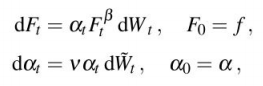 dF_t = α_t F_t^β dW_t , F_0 = f ,
dα_t = ν α_t dW̃_t , α_0 = α ,